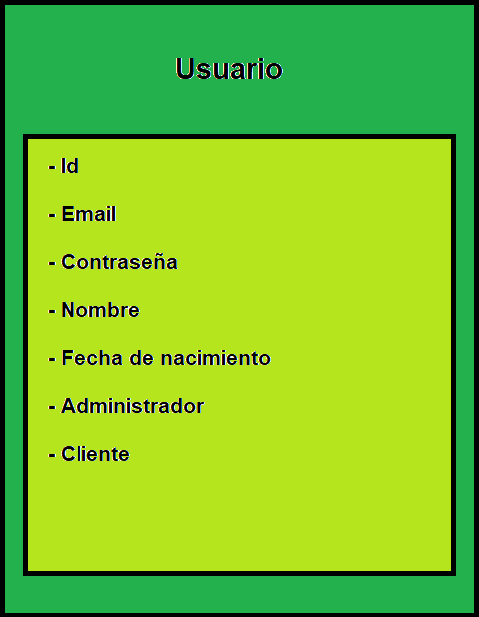 Usuario
- Id
- Email
- Contraseña
- Nombre
- Fecha de nacimiento
- Administrador
- Cliente